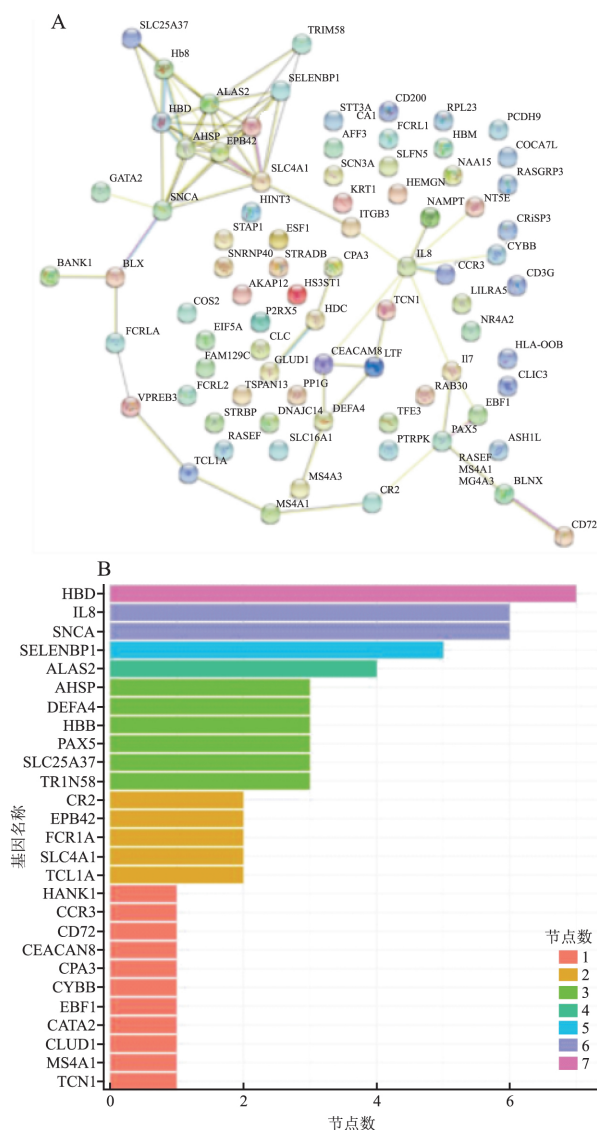 A
SLC25A37
TRIM58
Hb8
ALAS2
SELENBP1
HBD
AHSP
EPB42
SLC4A1
GATA2
SNCA
HINT3
BANK1
BLX
FCRLA
VPREB3
TCL1A
MS4A1
MS4A3
CR2
STT3A
CA1
CD200
RPL23
PCDH9
AFF3
FCRL1
HBM
COCA7L
SCN3A
SLFN5
NAA15
RASGRP3
KRT1
HEMGN
NT5E
ITGB3
NAMPT
CRiSP3
STAP1
ESF1
IL8
CYBB
SNRNP40
STRADB
CPA3
CCR3
CD3G
AKAP12
HS3ST1
LILRA5
COS2
P2RX5
HDC
TCN1
NR4A2
EIF5A
CLC
CEACAM8
LTF
HLA-OOB
FAM129C
GLUD1
Il7
CLIC3
FCRL2
TSPAN13
PP1G
RAB30
STRBP
DNAJC14
DEFA4
TFE3
EBF1
PAX5
RASEF
SLC16A1
PTRPK
ASH1L
RASEF
MS4A1
MG4A3
BLNX
CD72
B
HBD
IL8
SNCA
SELENBP1
ALAS2
AHSP
DEFA4
HBB
PAX5
SLC25A37
TR1N58
CR2
EPB42
FCR1A
SLC4A1
TCL1A
HANK1
CCR3
CD72
CEACAN8
CPA3
CYBB
EBF1
CATA2
CLUD1
MS4A1
TCN1
基因名称
节点数
1
2
3
4
5
6
7
0 2 4 6
节点数